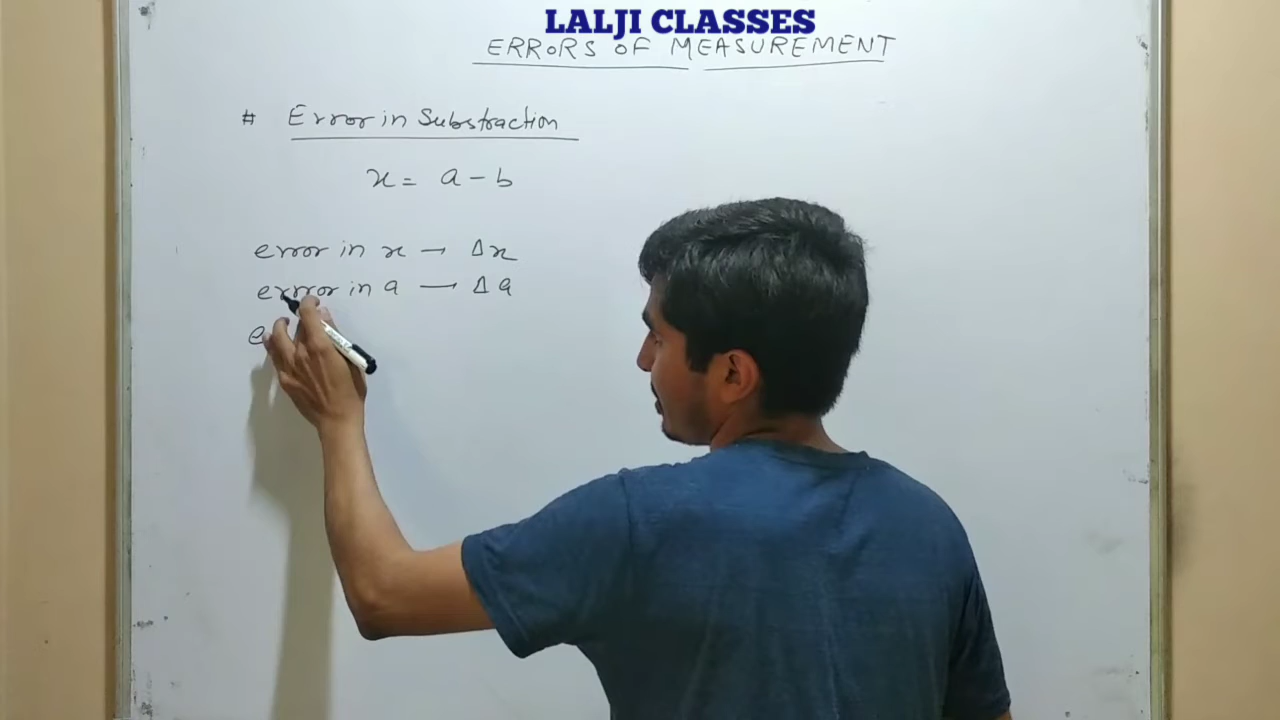 LALJI CLASSES
ERRORS OF MEASUREMENT
# Error in Substraction
x = a - b
error in x → Δx
error in a → Δa
e